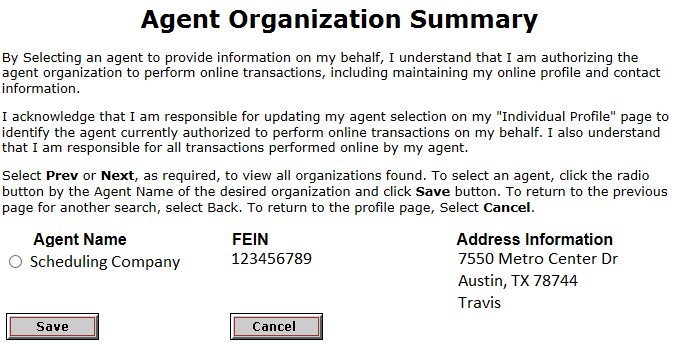 Agent Organization Summary
By Selecting an agent to provide information on my behalf, I understand that I am authorizing the
agent organization to perform online transactions, including maintaining my online profile and contact
information.
I acknowledge that I am responsible for updating my agent selection on my "Individual Profile" page to
identify the agent currently authorized to perform online transactions on my behalf. I also understand
that I am responsible for all transactions performed online by my agent.
Select Prev or Next, as required, to view all organizations found. To select an agent, click the radio
button by the Agent Name of the desired organization and click Save button. To return to the previous
page for another search, select Back. To return to the profile page, Select Cancel.
Agent Name FEIN Address Information
Scheduling Company 123456789 7550 Metro Center Dr
Austin, TX 78744
Travis
Save Cancel